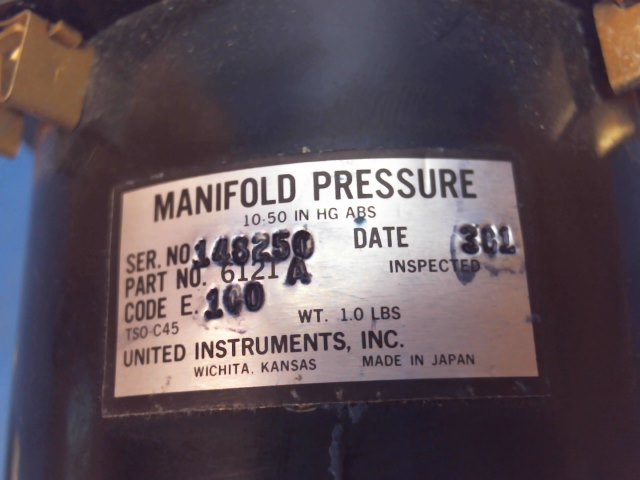 MANIFOLD PRESSURE
10-50 IN HG ABS
SER. NO. 148250 DATE 3C1
PART NO. 6121 A INSPECTED
CODE E. 100
TSO-C45 WT. 1.0 LBS
UNITED INSTRUMENTS, INC.
WICHITA, KANSAS MADE IN JAPAN